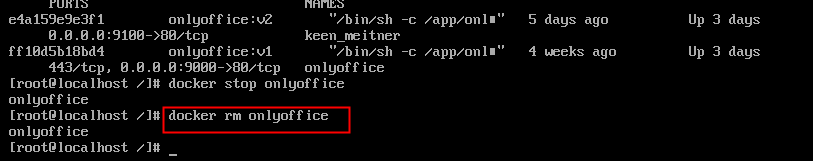 PORTS NAMES
e4a159e9e3f1 onlyoffice:v2 "/bin/sh -c /app/onl▪" 5 days ago Up 3 days
0.0.0.0:9100->80/tcp keen_meitner
ff10d5b18bd4 onlyoffice:v1 "/bin/sh -c /app/onl▪" 4 weeks ago Up 3 days
443/tcp, 0.0.0.0:9000->80/tcp onlyoffice
[root@localhost /]# docker stop onlyoffice
onlyoffice
[root@localhost /]# docker rm onlyoffice
onlyoffice
[root@localhost /]# _